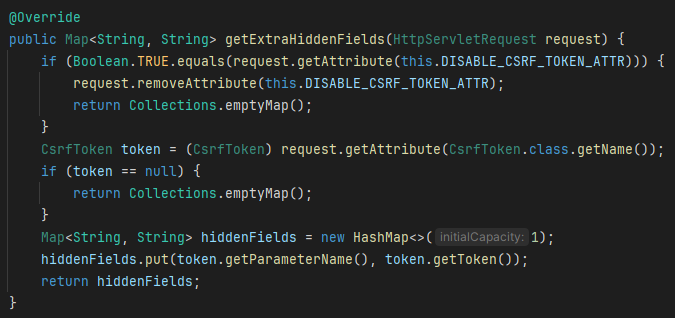 @Override
public Map<String, String> getExtraHiddenFields(HttpServletRequest request) {
    if (Boolean.TRUE.equals(request.getAttribute(this.DISABLE_CSRF_TOKEN_ATTR))) {
        request.removeAttribute(this.DISABLE_CSRF_TOKEN_ATTR);
        return Collections.emptyMap();
    }
    CsrfToken token = (CsrfToken) request.getAttribute(CsrfToken.class.getName());
    if (token == null) {
        return Collections.emptyMap();
    }
    Map<String, String> hiddenFields = new HashMap<>( initialCapacity: 1);
    hiddenFields.put(token.getParameterName(), token.getToken());
    return hiddenFields;
}